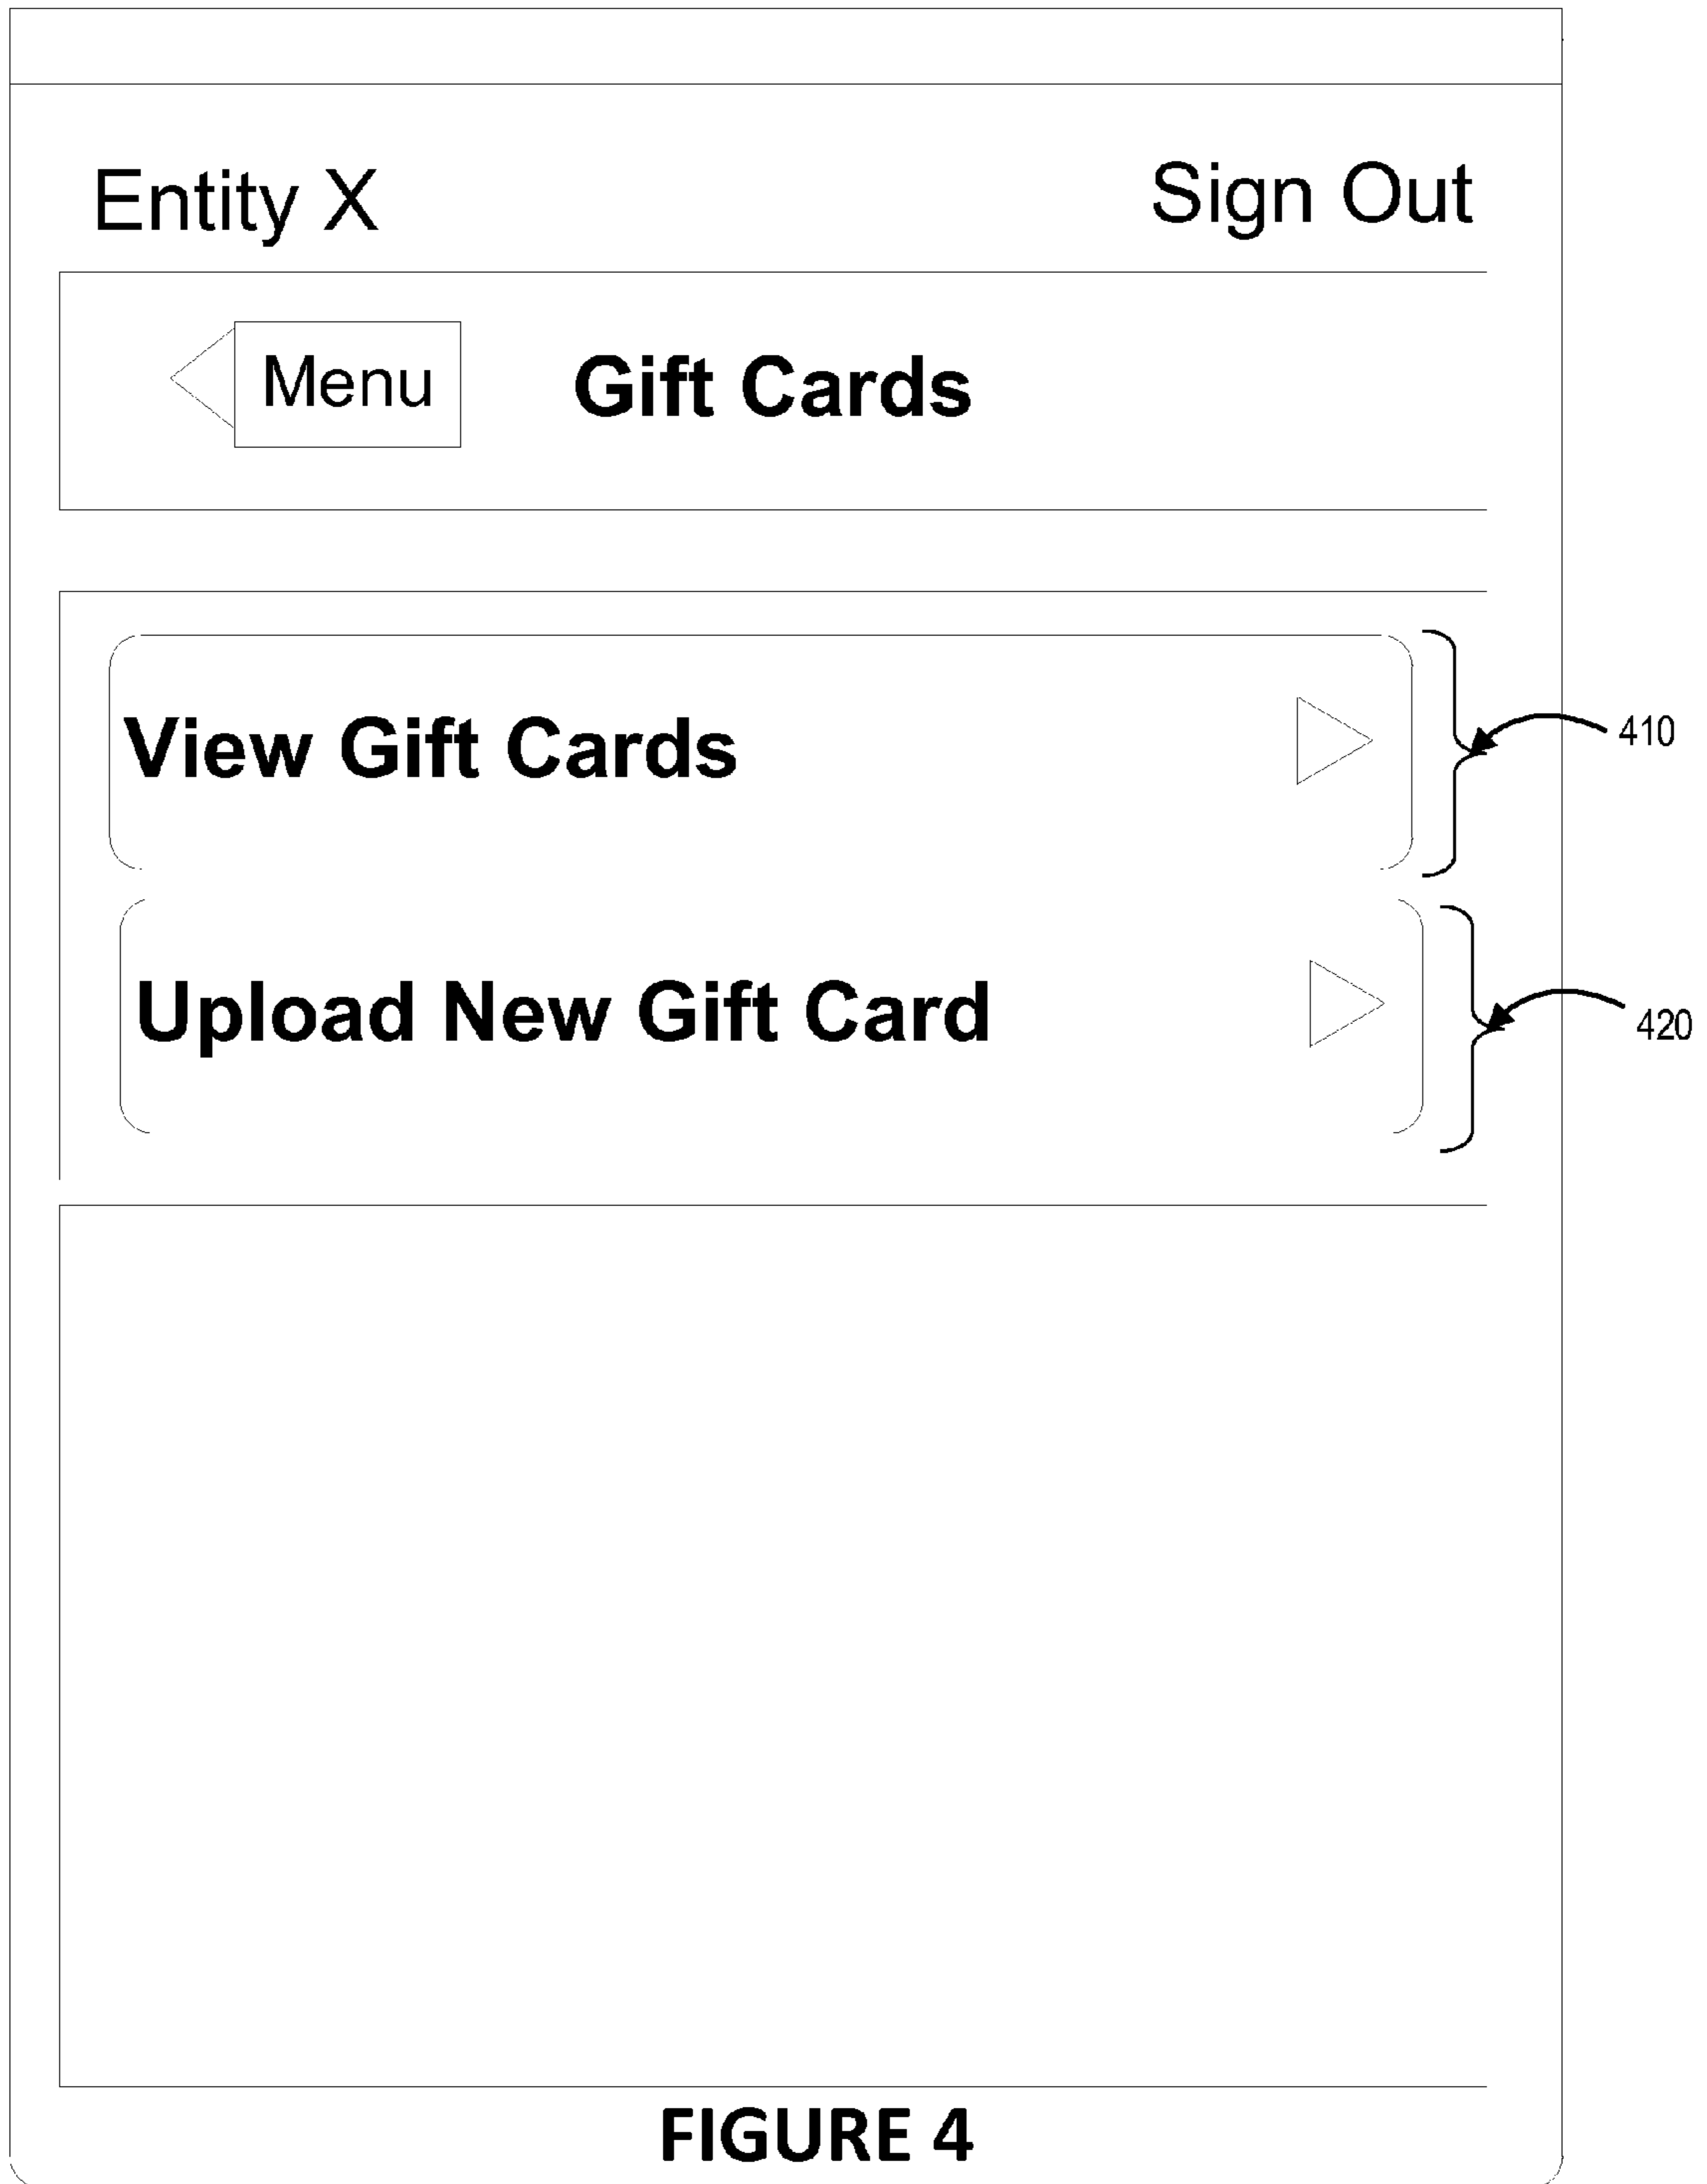 Entity X Sign Out
Menu Gift Cards
View Gift Cards
410
Upload New Gift Card
420
FIGURE 4